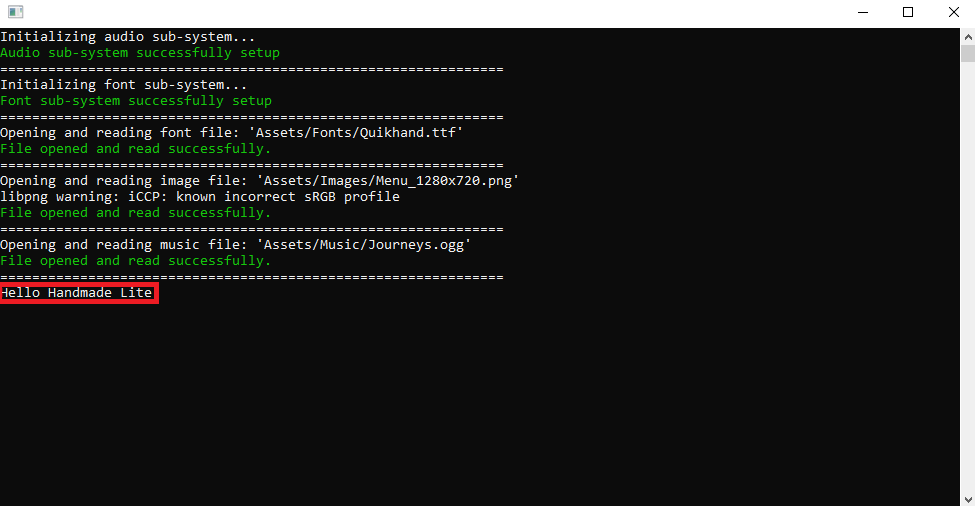 Initializing audio sub-system...
Audio sub-system successfully setup
===============================================================
Initializing font sub-system...
Font sub-system successfully setup
===============================================================
Opening and reading font file: 'Assets/Fonts/Quikhand.ttf'
File opened and read successfully.
===============================================================
Opening and reading image file: 'Assets/Images/Menu_1280x720.png'
libpng warning: iCCP: known incorrect sRGB profile
File opened and read successfully.
===============================================================
Opening and reading music file: 'Assets/Music/Journeys.ogg'
File opened and read successfully.
===============================================================
Hello Handmade Lite